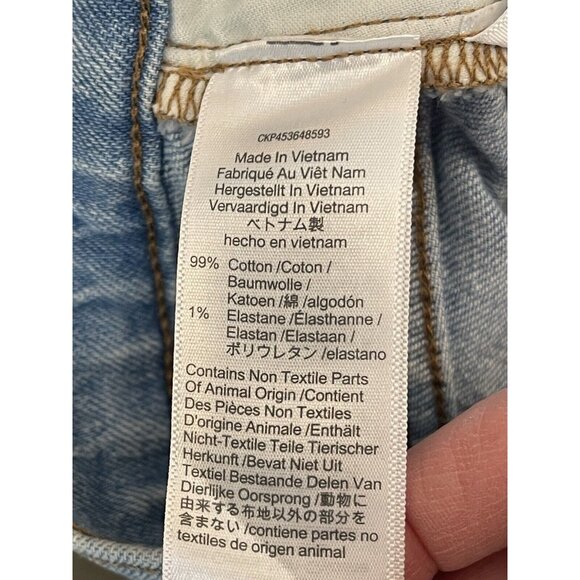 CKP453648593
Made In Vietnam
Fabriqué Au Viêt Nam
Hergestellt In Vietnam
Vervaardigd In Vietnam
ベトナム製
hecho en vietnam
99% Cotton /Coton /
Baumwolle /
Katoen /綿 /algodón
1% Elastane /Élasthanne /
Elastan /Elastaan /
ポリウレタン /elastano
Contains Non Textile Parts
Of Animal Origin /Contient
Des Pièces Non Textiles
D'origine Animale /Enthält
Nicht-Textile Teile Tierischer
Herkunft /Bevat Niet Uit
Textiel Bestaande Delen Van
Dierlijke Oorsprong /動物に
由来する布地以外の部分を
含まない /contiene partes no
textiles de origen animal